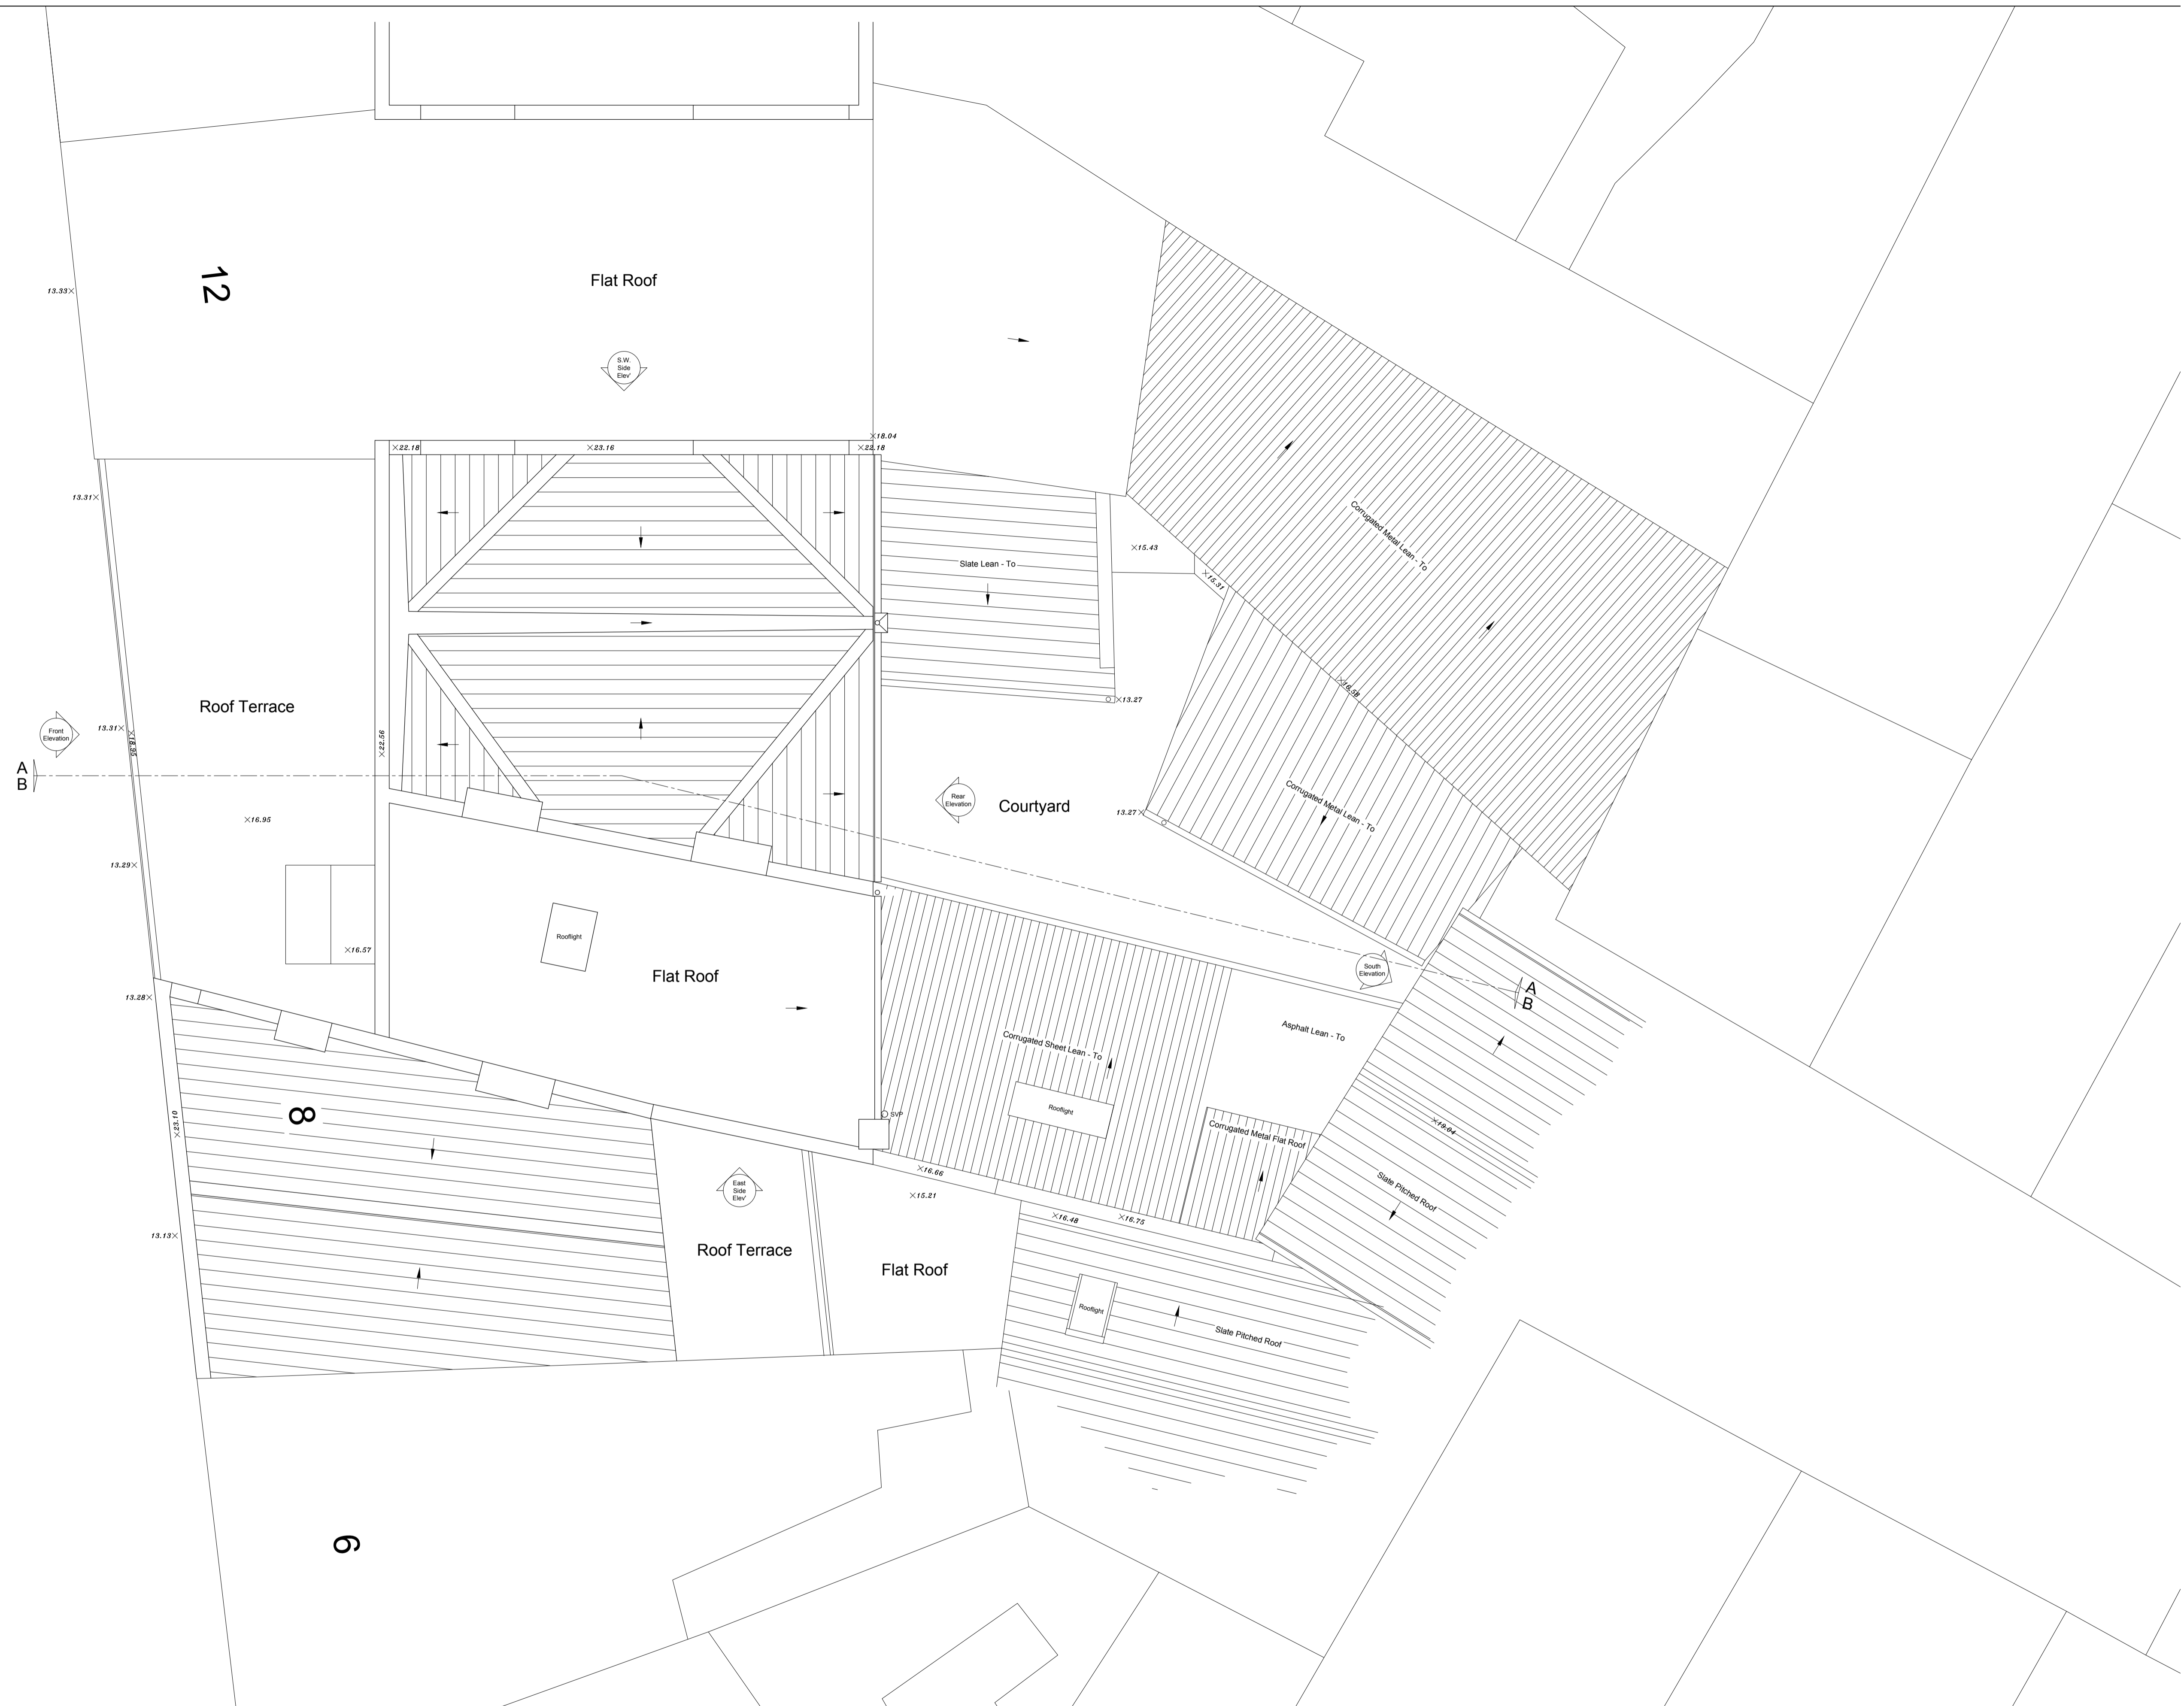 12
Flat Roof
13.33
S.W.
Side
Elev'
18.04
22.18
23.16
22.18
13.31
Corrugated Metal Lean - To
15.43
Slate Lean - To
15.31
16.58
13.27
Roof Terrace
Front
Elevation
13.31
18.95
22.56
A
B
Rear
Elevation
Courtyard
Corrugated Metal Lean - To
13.27
16.95
13.29
Rooflight
16.57
Flat Roof
South
Elevation
A
B
13.28
Asphalt Lean - To
Corrugated Sheet Lean - To
Rooflight
SVP
8
23.10
Corrugated Metal Flat Roof
19.04
16.66
East
Side
Elev'
15.21
Slate Pitched Roof
16.48
16.75
13.13
Roof Terrace
Flat Roof
Rooflight
Slate Pitched Roof
6